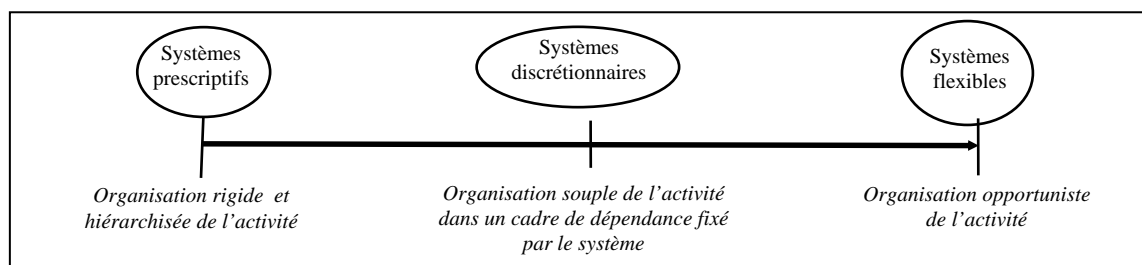 Systèmes
prescriptifs
Systèmes
discrétionnaires
Systèmes
flexibles
Organisation rigide et
hiérarchisée de l'activité
Organisation souple de l'activité
dans un cadre de dépendance fixé
par le système
Organisation opportuniste
de l'activité